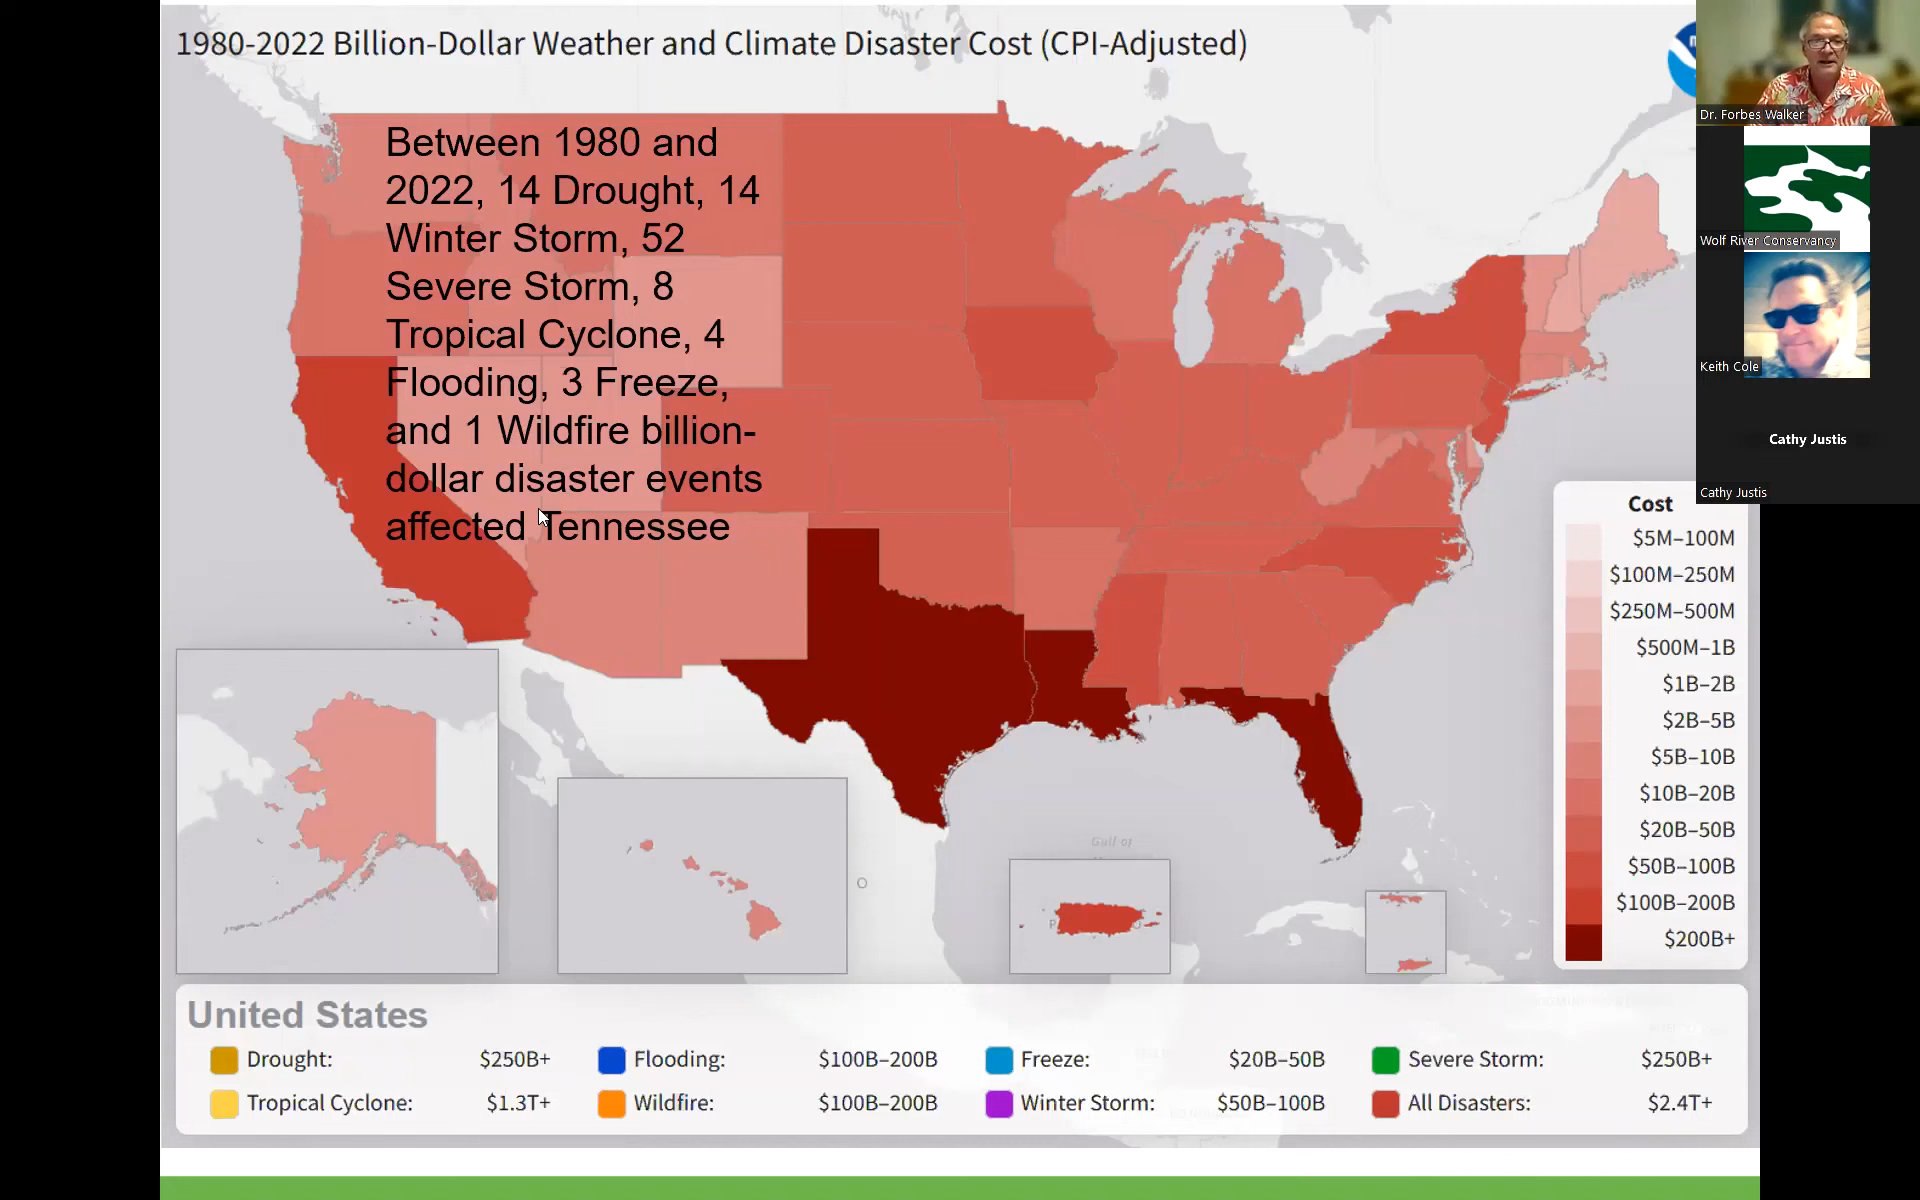 1980-2022 Billion-Dollar Weather and Climate Disaster Cost (CPI-Adjusted)
Between 1980 and
2022, 14 Drought, 14
Winter Storm, 52
Severe Storm, 8
Tropical Cyclone, 4
Flooding, 3 Freeze,
and 1 Wildfire billion-
dollar disaster events
affected Tennessee
Dr. Forbes Walker
Wolf River Conservancy
Keith Cole
Cathy Justis
Cathy Justis
Cost
$5M–100M
$100M–250M
$250M–500M
$500M–1B
$1B–2B
$2B–5B
$5B–10B
$10B–20B
$20B–50B
$50B–100B
$100B–200B
$200B+
Gulf of
United States
Drought: $250B+ Flooding: $100B–200B Freeze: $20B–50B Severe Storm: $250B+
Tropical Cyclone: $1.3T+ Wildfire: $100B–200B Winter Storm: $50B–100B All Disasters: $2.4T+